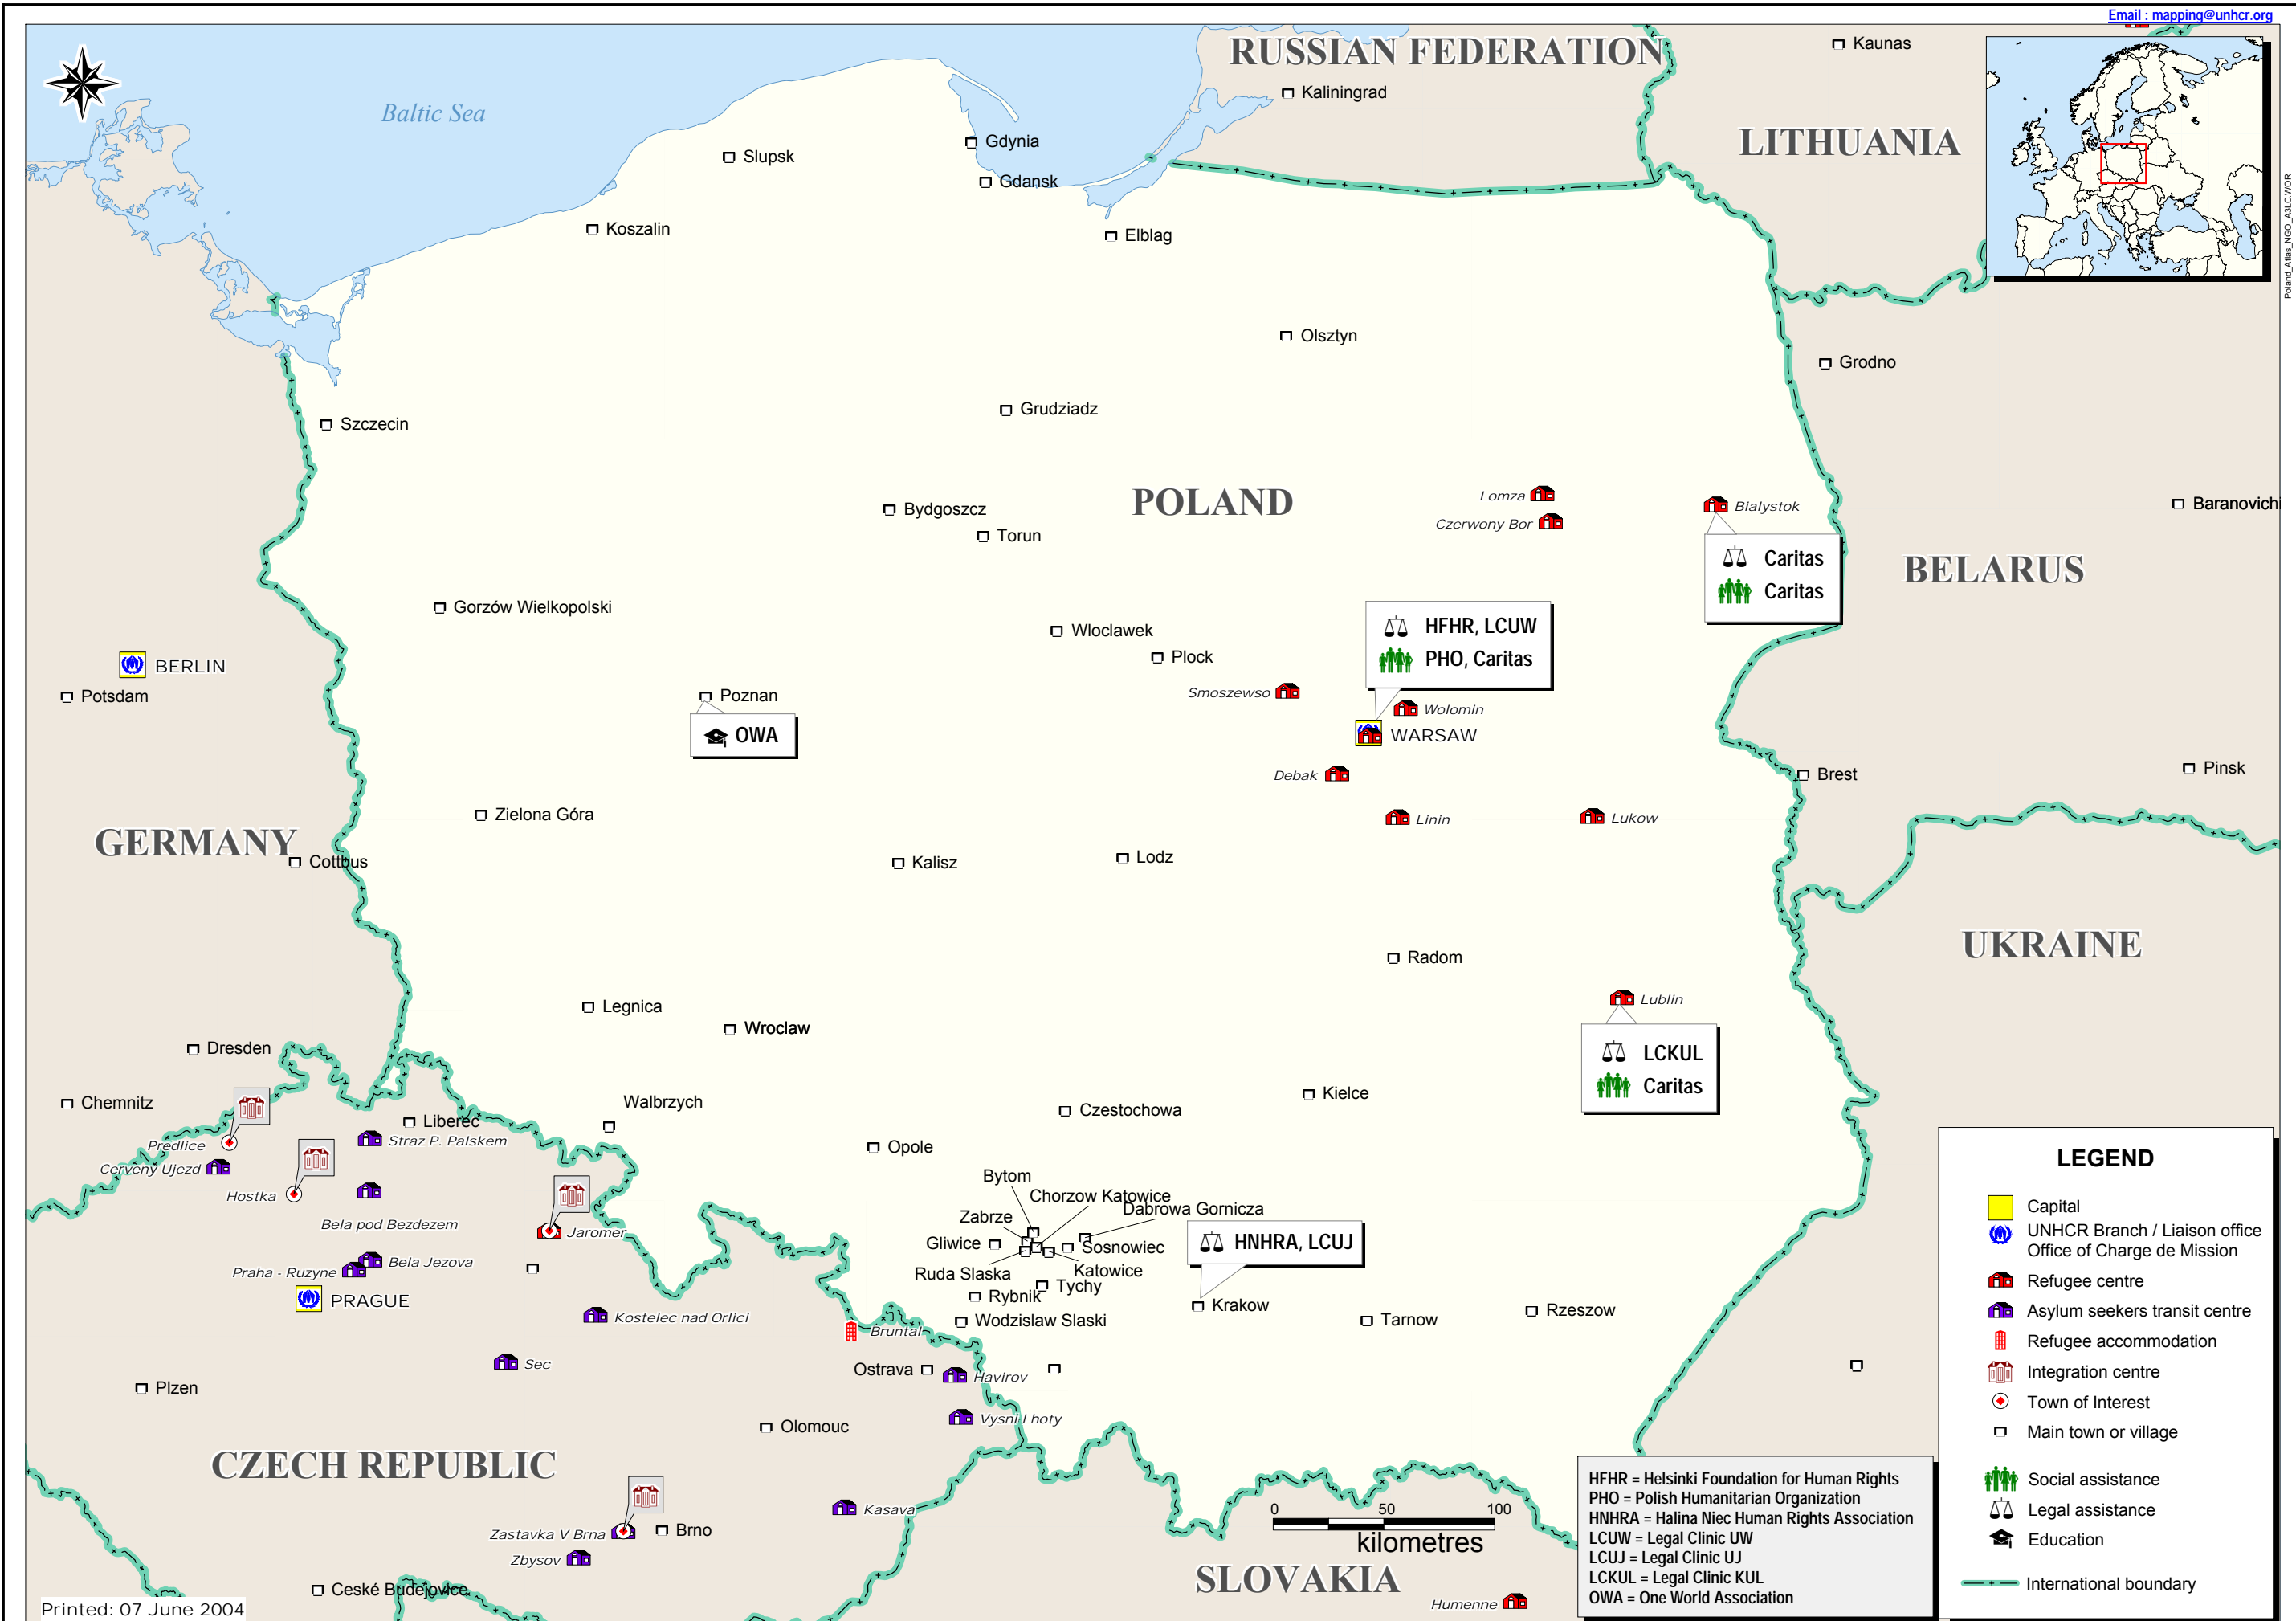 Email : mapping@unhcr.org
RUSSIAN FEDERATION
Kaunas
Kaliningrad
Baltic Sea
LITHUANIA
Gdynia
Slupsk
Gdansk
Koszalin
Elblag
Poland_Atlas_NGO_A3LC.WOR
Olsztyn
Grodno
Grudziadz
Szczecin
POLAND
Lomza
Czerwony Bor
Bialystok
Baranovichi
Bydgoszcz
Torun
Caritas
Caritas
BELARUS
Gorzów Wielkopolski
HFHR, LCUW
PHO, Caritas
Wloclawek
Plock
BERLIN
Potsdam
Poznan
OWA
Smoszewso
Wolomin
WARSAW
Debak
Brest
Pinsk
Zielona Góra
Linin
Lukow
GERMANY
Cottbus
Kalisz
Lodz
UKRAINE
Radom
Lublin
LCKUL
Caritas
Legnica
Wroclaw
Dresden
Chemnitz
Walbrzych
Kielce
Czestochowa
Liberec
Predlice
Straz P. Palskem
Opole
Cerveny Ujezd
Hostka
Bytom
Chorzow Katowice
Dabrowa Gornicza
Zabrze
Bela pod Bezdezem
Jaromer
Gliwice
Sosnowiec
HNHRA, LCUJ
Bela Jezova
Praha - Ruzyne
Ruda Slaska
Katowice
Tychy
Rybnik
PRAGUE
Krakow
Kostelec nad Orlici
Wodzislaw Slaski
Tarnow
Rzeszow
Bruntal
Sec
Ostrava
Havirov
Plzen
Olomouc
Vysni Lhoty
CZECH REPUBLIC
Kasava
Zastavka V Brna
Brno
Zbysov
Ceské Budejovice
0 50 100
kilometres
SLOVAKIA
Humenne
Printed: 07 June 2004
HFHR = Helsinki Foundation for Human Rights
PHO = Polish Humanitarian Organization
HNHRA = Halina Niec Human Rights Association
LCUW = Legal Clinic UW
LCUJ = Legal Clinic UJ
LCKUL = Legal Clinic KUL
OWA = One World Association
LEGEND
Capital
UNHCR Branch / Liaison office
Office of Charge de Mission
Refugee centre
Asylum seekers transit centre
Refugee accommodation
Integration centre
Town of Interest
Main town or village
Social assistance
Legal assistance
Education
International boundary